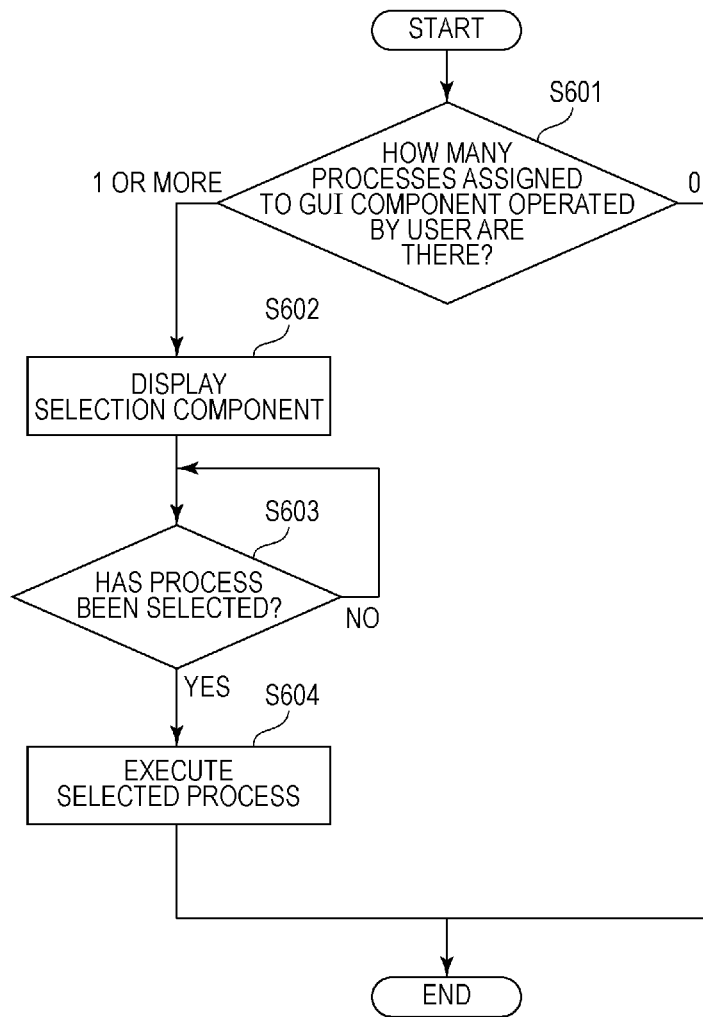 START
S601
HOW MANY
PROCESSES ASSIGNED
TO GUI COMPONENT OPERATED
BY USER ARE
THERE?
1 OR MORE
0
S602
DISPLAY
SELECTION COMPONENT
S603
HAS PROCESS
BEEN SELECTED?
NO
YES
S604
EXECUTE
SELECTED PROCESS
END